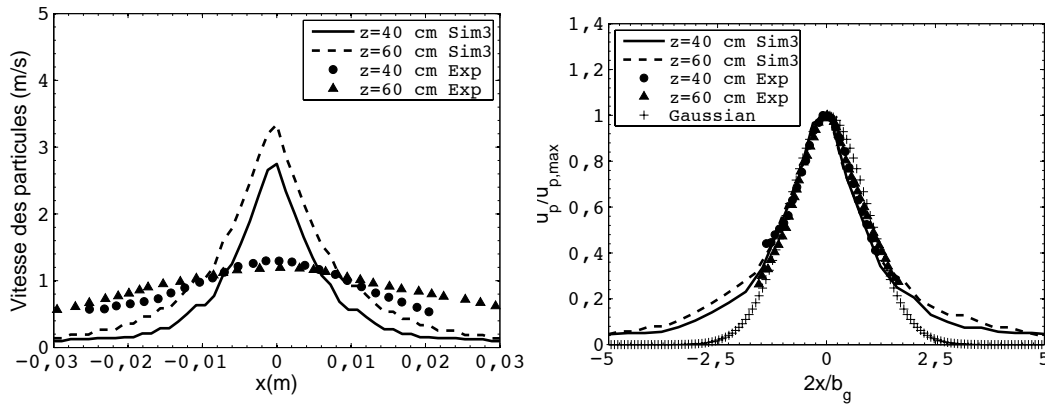 z=40 cm Sim3
z=60 cm Sim3
z=40 cm Exp
z=60 cm Exp
Vitesse des particules (m/s)
5
4
3
2
1
0
−0,03
−0,02
−0,01
0
0,01
0,02
0,03
x(m)
z=40 cm Sim3
z=60 cm Sim3
z=40 cm Exp
z=60 cm Exp
Gaussian
u_p/u_p,max
1,4
1,2
1
0,8
0,6
0,4
0,2
0
−5
−2,5
0
2,5
5
2x/b_g